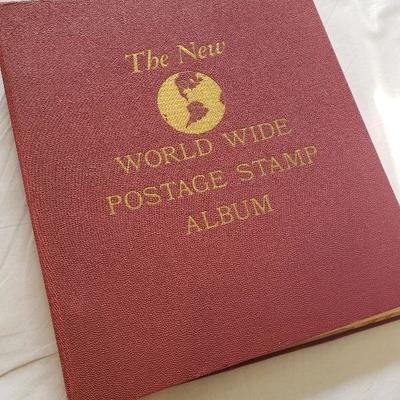 The New
WORLD WIDE
POSTAGE STAMP
ALBUM